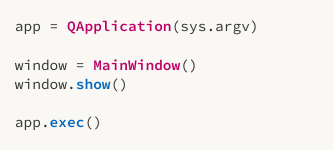 app = QApplication(sys.argv)
window = MainWindow()
window.show()
app.exec()